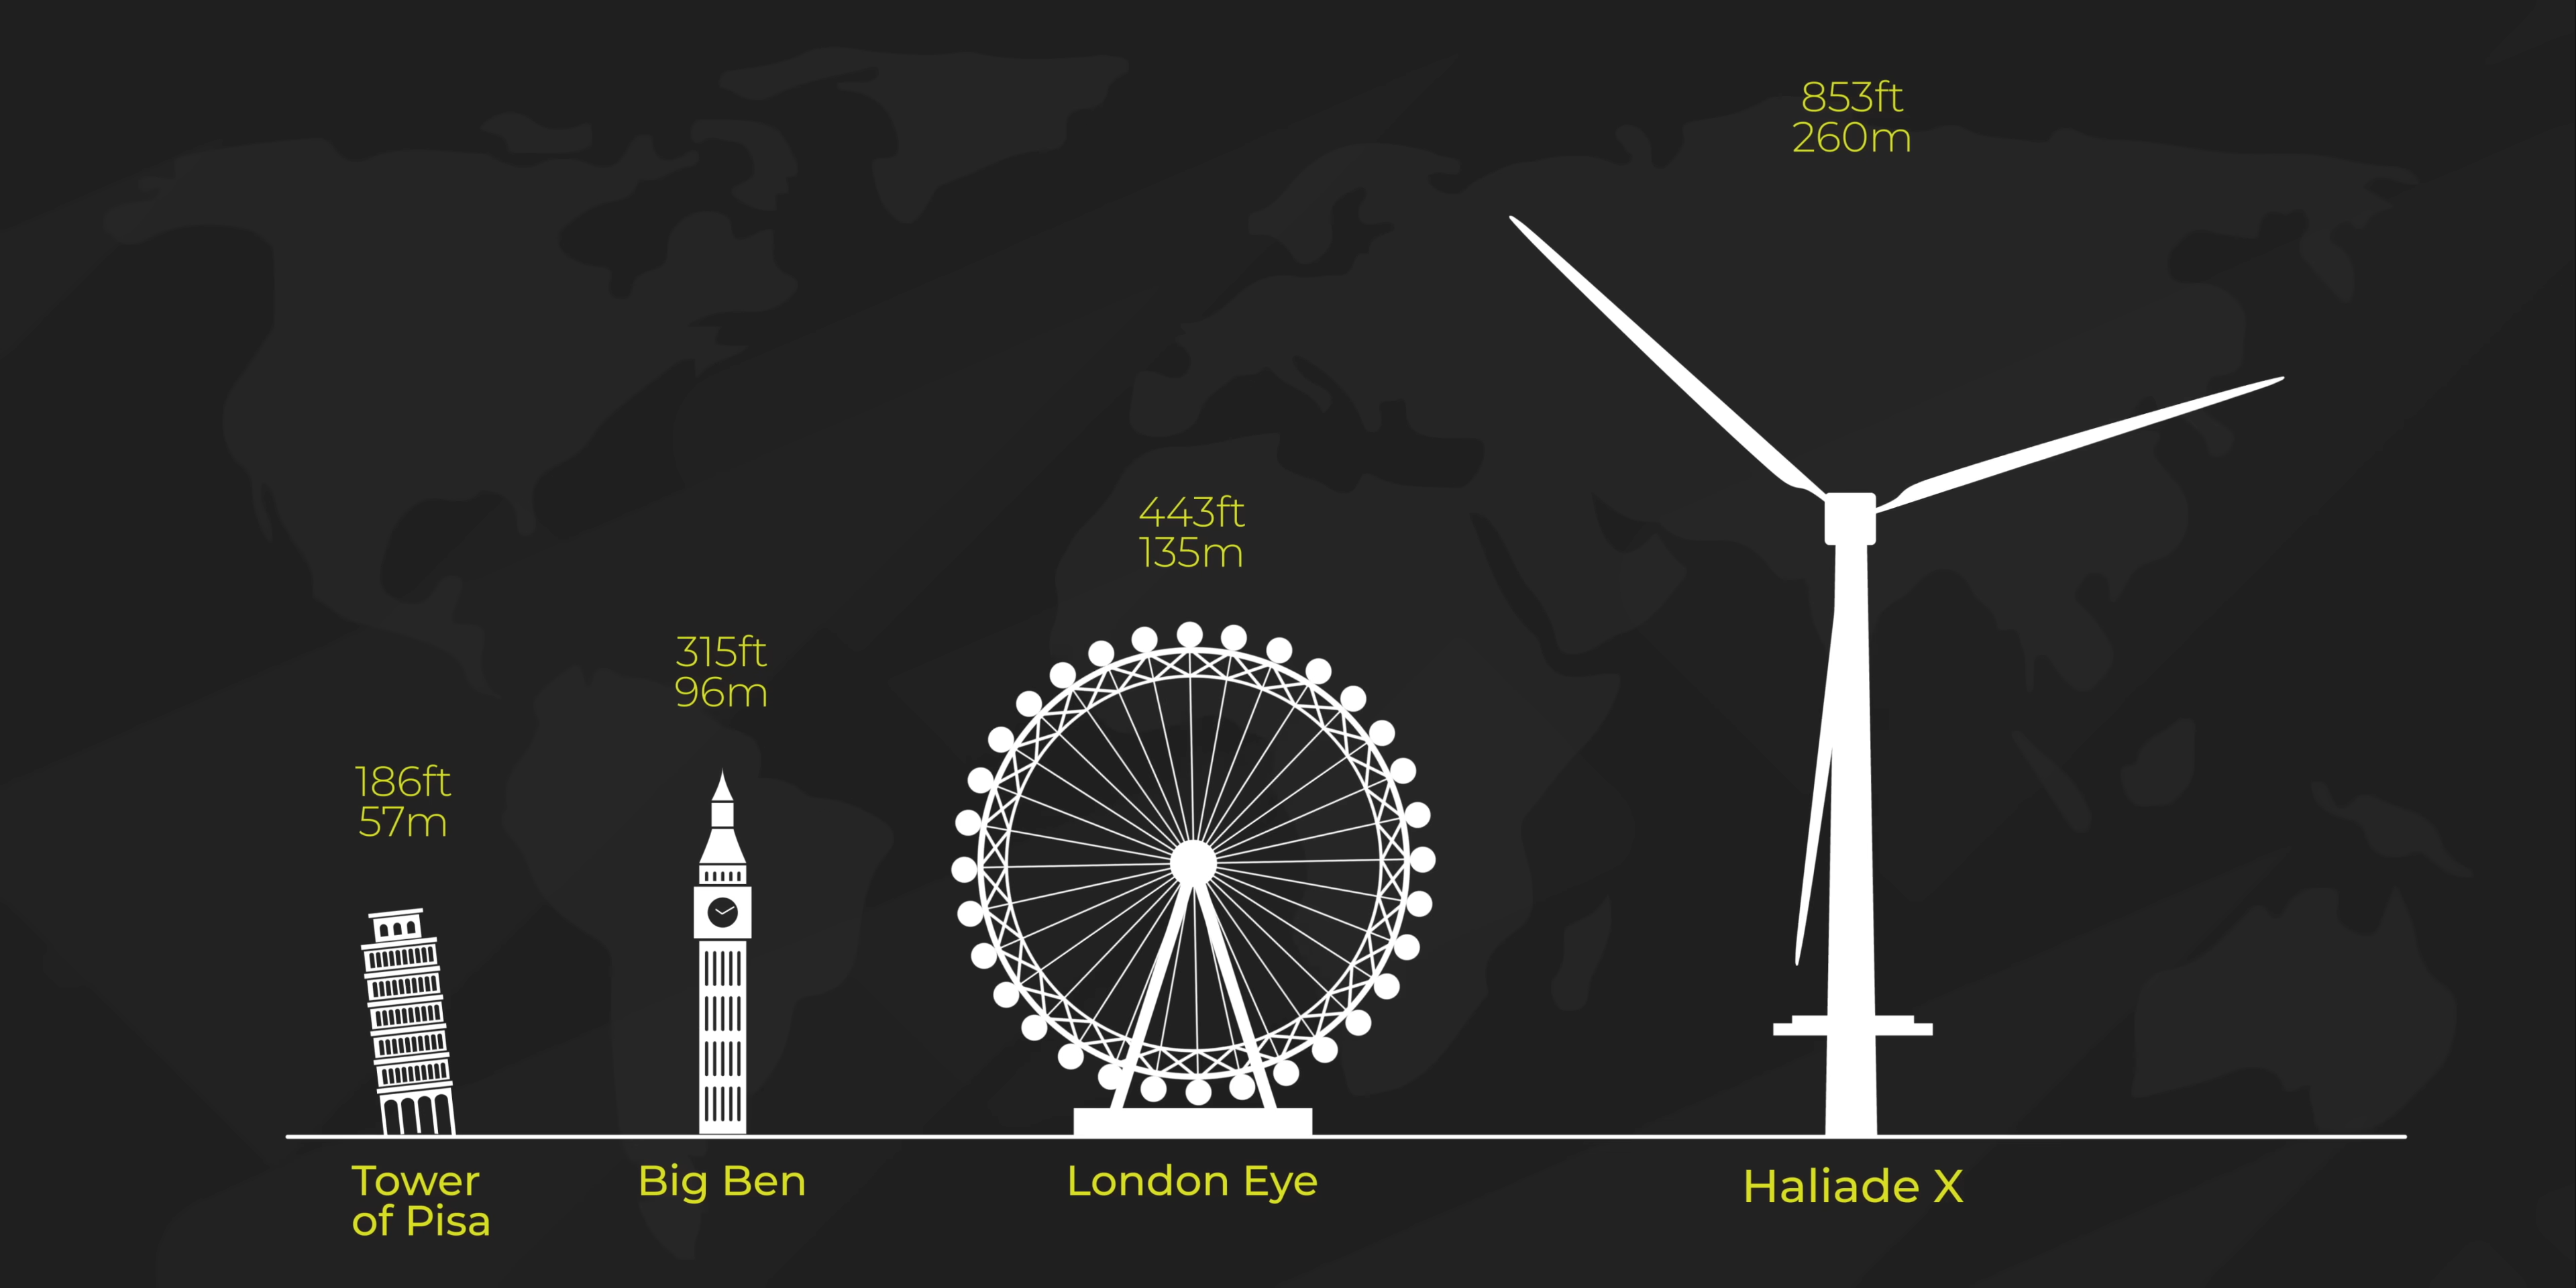 853ft
260m
443ft
135m
315ft
96m
186ft
57m
Tower
of Pisa
Big Ben
London Eye
Haliade X